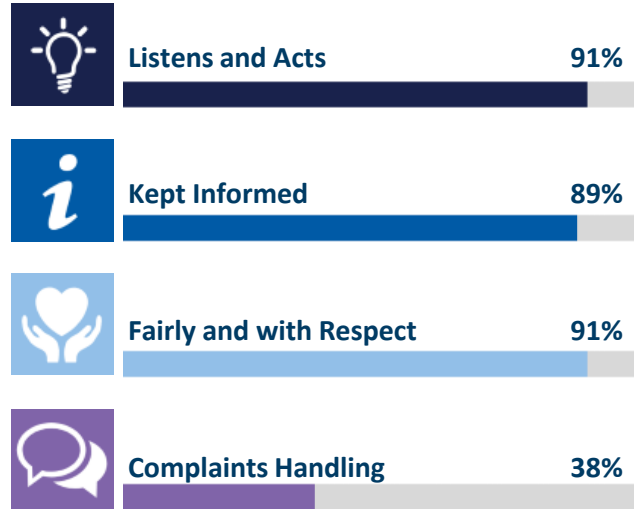 Listens and Acts 91%
Kept Informed 89%
Fairly and with Respect 91%
Complaints Handling 38%